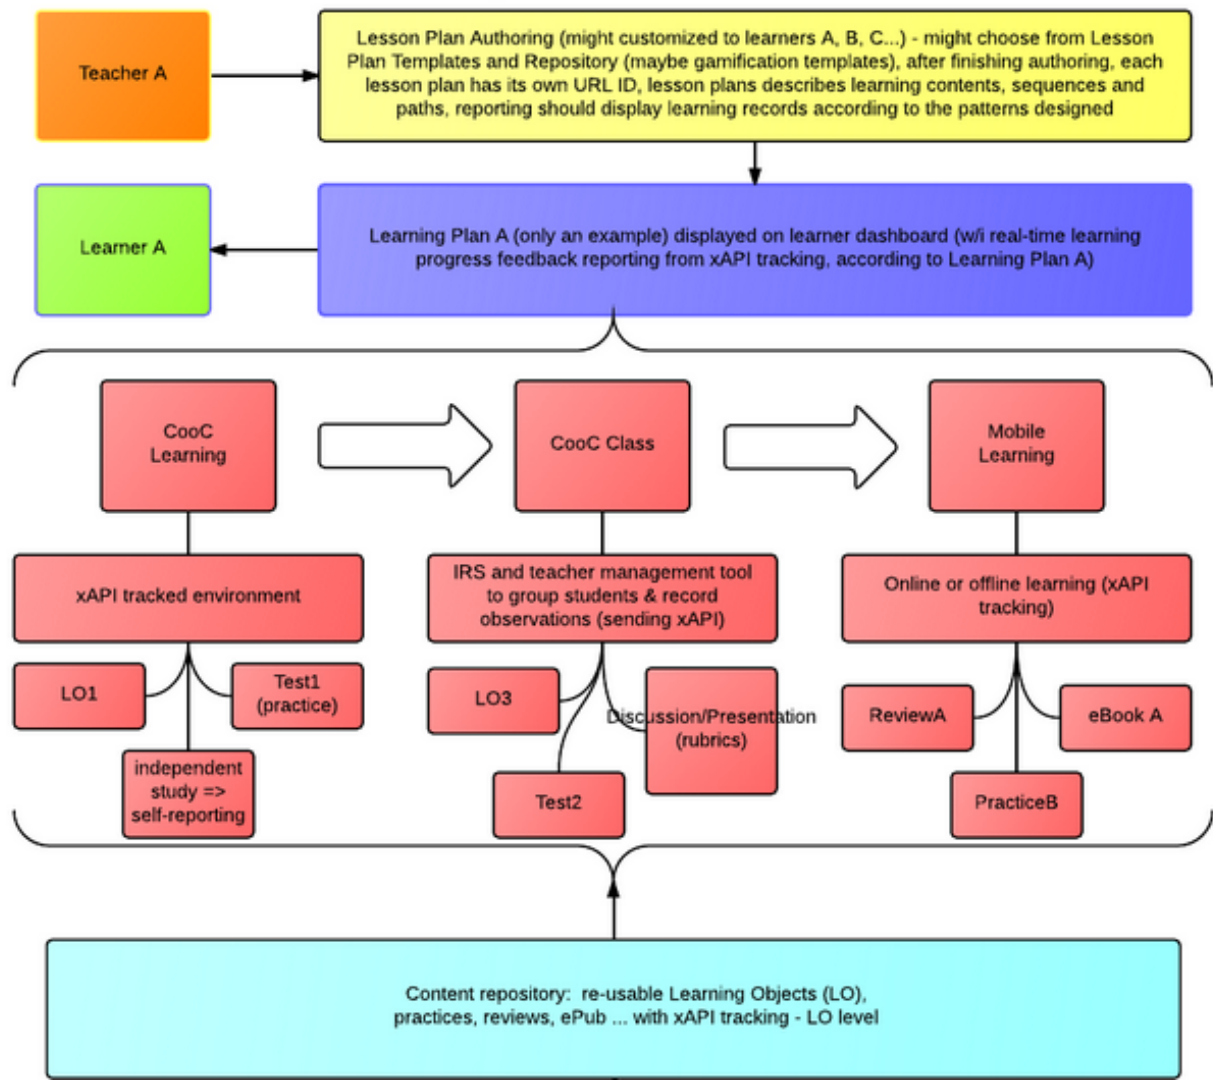 Teacher A
Lesson Plan Authoring (might customized to learners A, B, C...) - might choose from Lesson
Plan Templates and Repository (maybe gamification templates), after finishing authoring, each
lesson plan has its own URL ID, lesson plans describes learning contents, sequences and
paths, reporting should display learning records according to the patterns designed
Learner A
Learning Plan A (only an example) displayed on learner dashboard (w/i real-time learning
progress feedback reporting from xAPI tracking, according to Learning Plan A)
CooC
Learning
CooC Class
Mobile
Learning
xAPI tracked environment
IRS and teacher management tool
to group students & record
observations (sending xAPI)
Online or offline learning (xAPI
tracking)
LO1
Test1
(practice)
independent
study =>
self-reporting
LO3
Discussion/Presentation
(rubrics)
Test2
ReviewA
eBook A
PracticeB
Content repository:  re-usable Learning Objects (LO),
practices, reviews, ePub ... with xAPI tracking - LO level